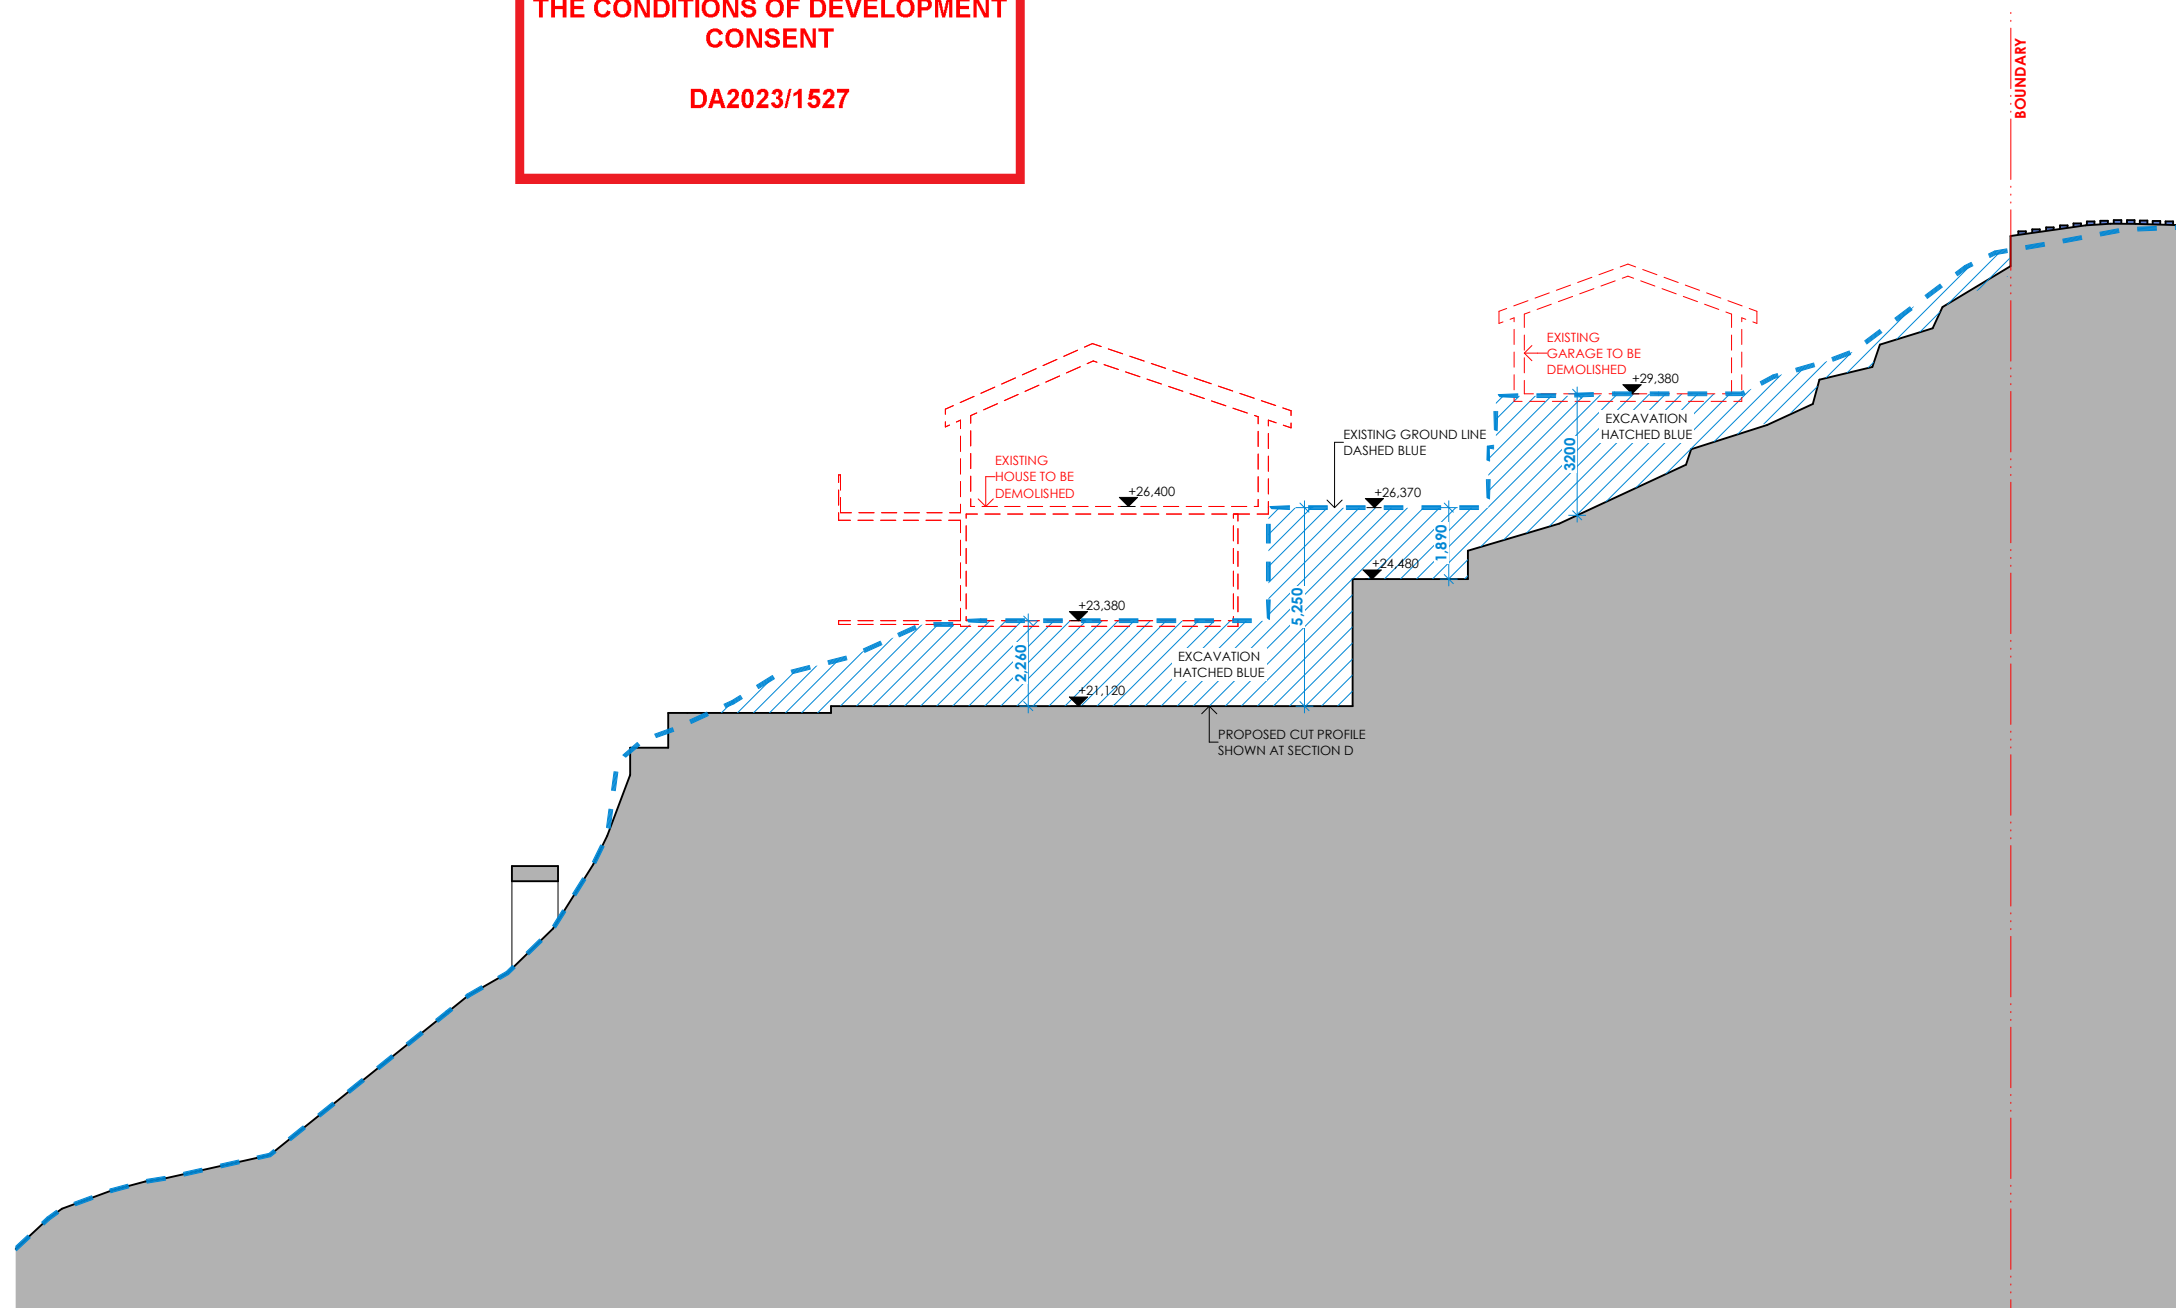 THE CONDITIONS OF DEVELOPMENT
CONSENT
DA2023/1527
BOUNDARY
EXISTING
GARAGE TO BE
DEMOLISHED
+29,380
EXCAVATION
HATCHED BLUE
3200
EXISTING GROUND LINE
DASHED BLUE
EXISTING
HOUSE TO BE
DEMOLISHED
+26,400
+26,370
1,890
+24,480
5,250
+23,380
2,260
EXCAVATION
HATCHED BLUE
+21,120
PROPOSED CUT PROFILE
SHOWN AT SECTION D